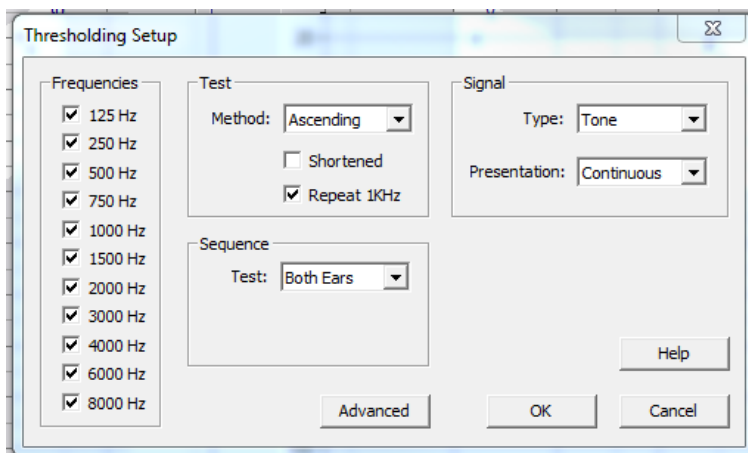 Thresholding Setup
Frequencies
125 Hz
250 Hz
500 Hz
750 Hz
1000 Hz
1500 Hz
2000 Hz
3000 Hz
4000 Hz
6000 Hz
8000 Hz
Test
Method: Ascending
Shortened
Repeat 1KHz
Sequence
Test: Both Ears
Signal
Type: Tone
Presentation: Continuous
Help
Advanced
OK
Cancel